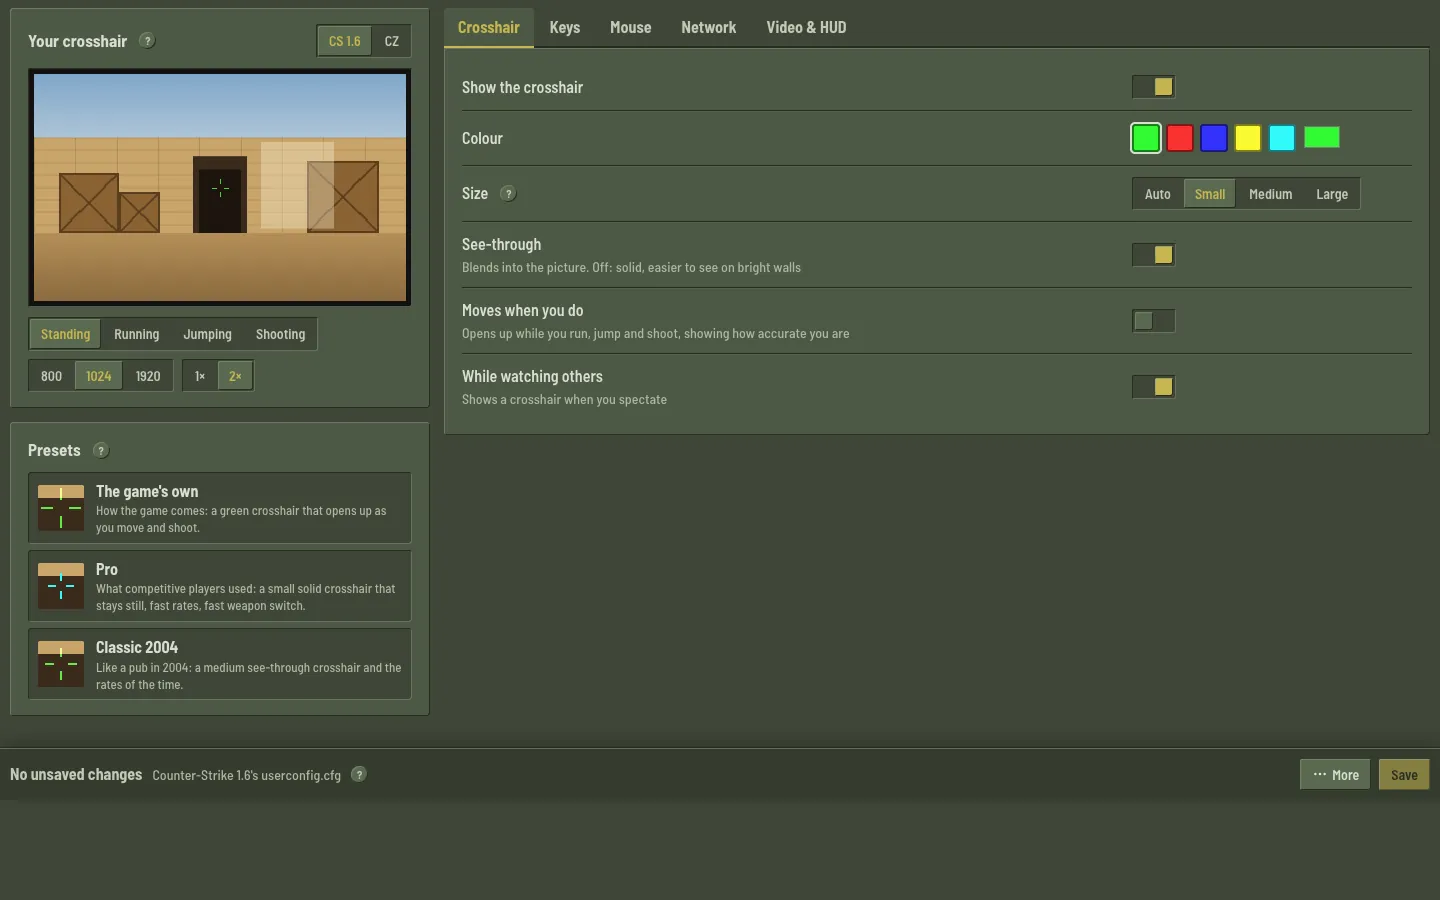 Your crosshair ?
CS 1.6 CZ
Standing Running Jumping Shooting
800 1024 1920 1× 2×
Presets ?
The game's own
How the game comes: a green crosshair that opens up as
you move and shoot.
Pro
What competitive players used: a small solid crosshair that
stays still, fast rates, fast weapon switch.
Classic 2004
Like a pub in 2004: a medium see-through crosshair and the
rates of the time.
Crosshair Keys Mouse Network Video & HUD
Show the crosshair
Colour
Size ?
Auto Small Medium Large
See-through
Blends into the picture. Off: solid, easier to see on bright walls
Moves when you do
Opens up while you run, jump and shoot, showing how accurate you are
While watching others
Shows a crosshair when you spectate
No unsaved changes Counter-Strike 1.6's userconfig.cfg ?
··· More Save